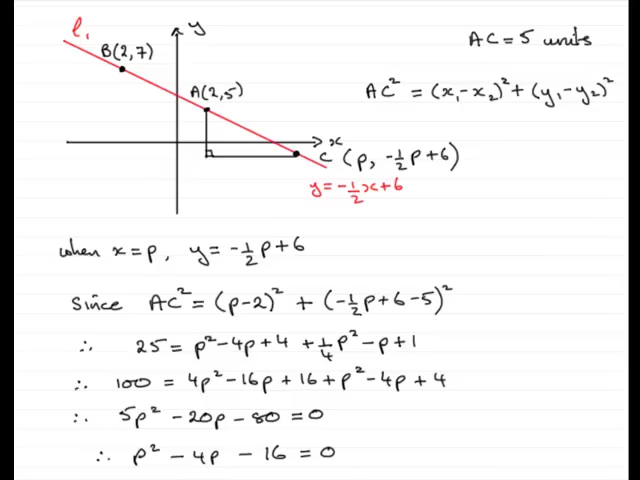 l₁
y
B(2,7)
A(2,5)
x
C (p, -½p+6)
y = -½x+6
AC = 5 units
AC² = (x₁-x₂)² + (y₁-y₂)²
when x = p, y = -½p+6
Since AC² = (p-2)² + (-½p+6-5)²
∴ 25 = p²-4p+4 + ¼p²-p+1
∴ 100 = 4p²-16p+16+p²-4p+4
∴ 5p² -20p -80 = 0
∴ p² - 4p - 16 = 0